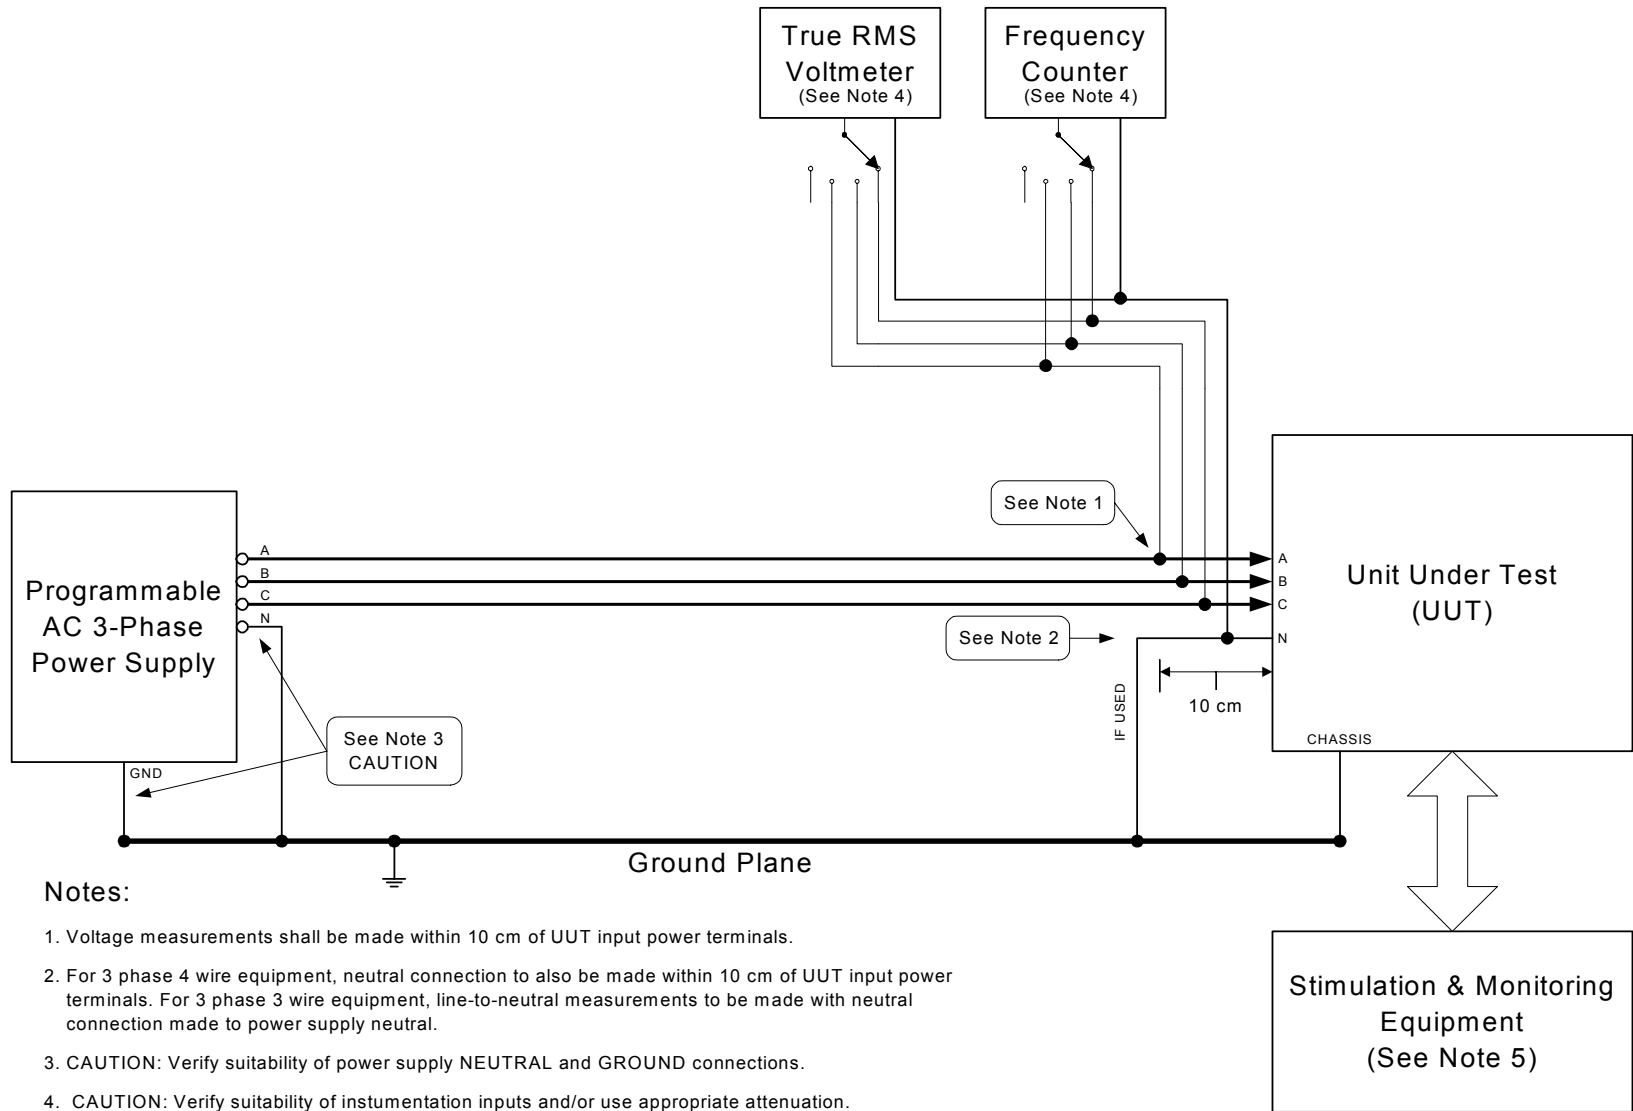 True RMS
Voltmeter
(See Note 4)
Frequency
Counter
(See Note 4)
See Note 1
A
B
C
N
Programmable
AC 3-Phase
Power Supply
GND
See Note 3
CAUTION
See Note 2
IF USED
10 cm
A
B
C
N
Unit Under Test
(UUT)
CHASSIS
Ground Plane
Stimulation & Monitoring
Equipment
(See Note 5)
Notes:
1. Voltage measurements shall be made within 10 cm of UUT input power terminals.
2. For 3 phase 4 wire equipment, neutral connection to also be made within 10 cm of UUT input power
terminals. For 3 phase 3 wire equipment, line-to-neutral measurements to be made with neutral
connection made to power supply neutral.
3. CAUTION: Verify suitability of power supply NEUTRAL and GROUND connections.
4. CAUTION: Verify suitability of instumentation inputs and/or use appropriate attenuation.